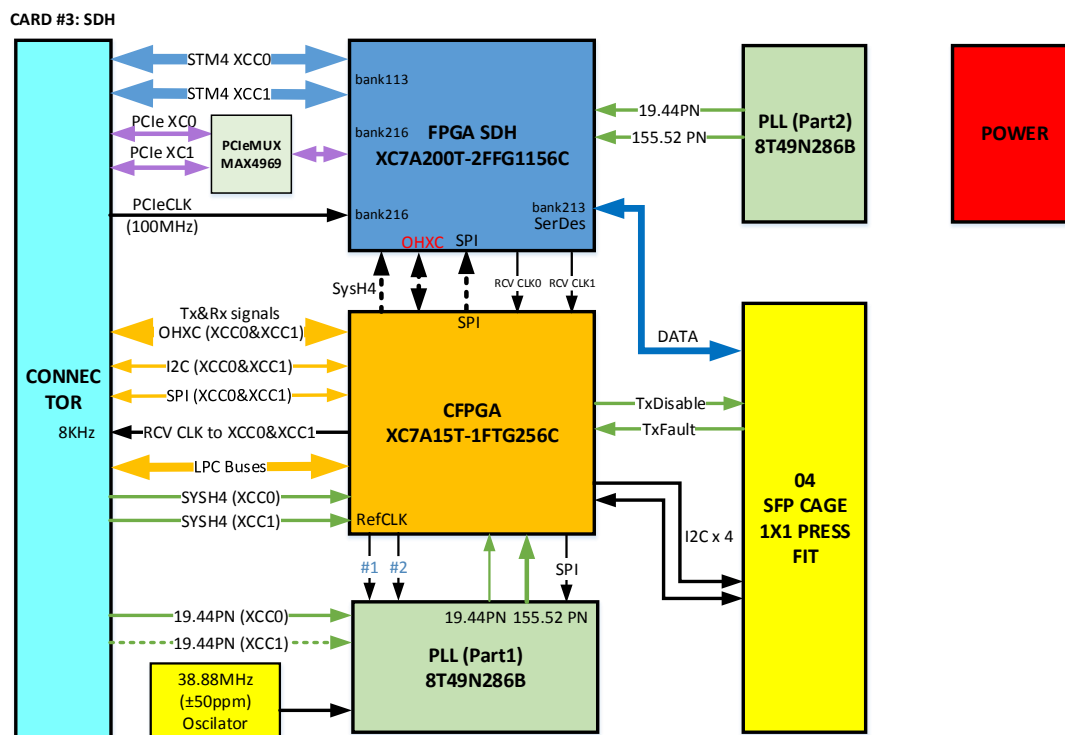 CARD #3: SDH
STM4 XCC0
STM4 XCC1
PCIe XC0
PCIe XC1
PCIeMUX
MAX4969
PCIeCLK
(100MHz)
bank113
bank216
FPGA SDH
XC7A200T-2FFG1156C
bank216
bank213
SerDes
OHXC
SPI
19.44PN
155.52 PN
PLL (Part2)
8T49N286B
POWER
SysH4
RCV CLK0
RCV CLK1
DATA
Tx&Rx signals
OHXC (XCC0&XCC1)
I2C (XCC0&XCC1)
SPI (XCC0&XCC1)
RCV CLK to XCC0&XCC1
LPC Buses
SYSH4 (XCC0)
SYSH4 (XCC1)
CONNEC
TOR
8KHz
SPI
CFPGA
XC7A15T-1FTG256C
RefCLK
TxDisable
TxFault
04
SFP CAGE
1X1 PRESS
FIT
I2C x 4
#1
#2
SPI
19.44PN (XCC0)
19.44PN (XCC1)
19.44PN
155.52 PN
PLL (Part1)
8T49N286B
38.88MHz
(±50ppm)
Oscilator